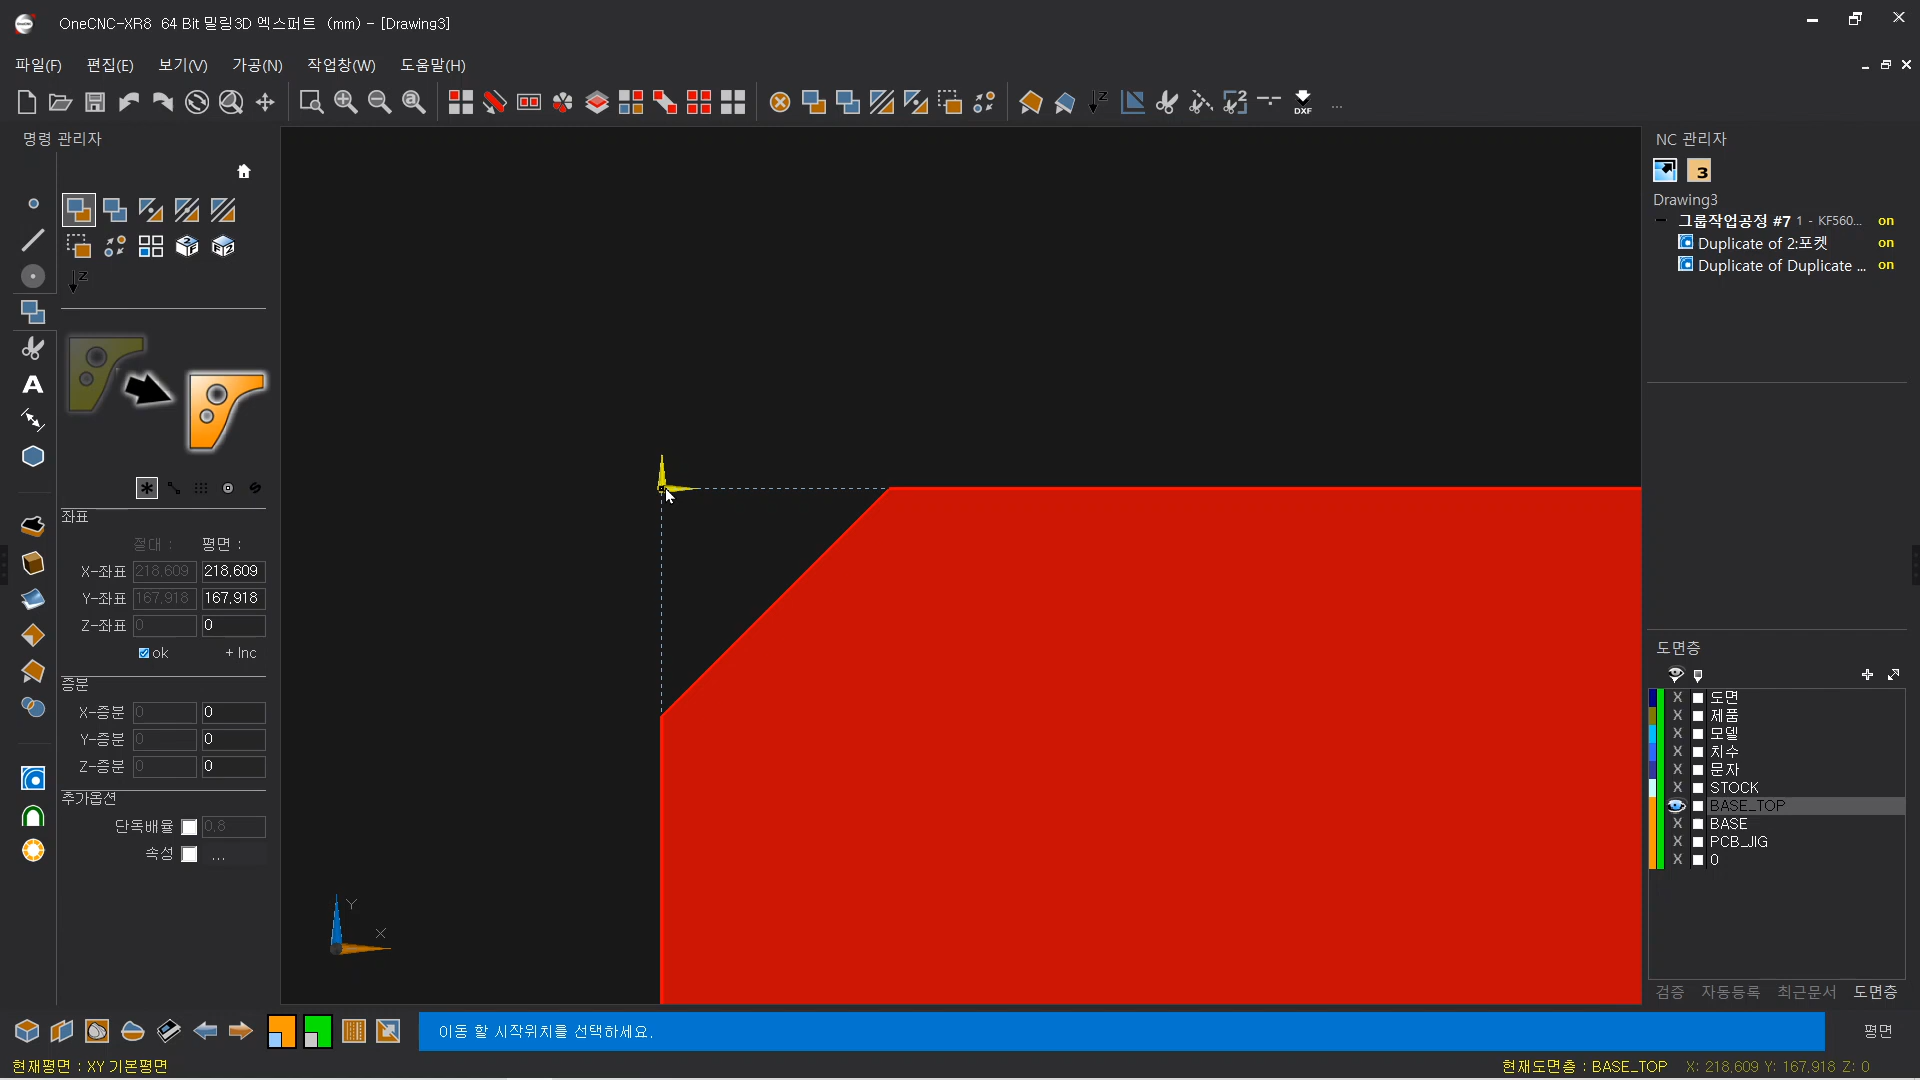 OneCNC-XR8 64 Bit 밀링3D 엑스퍼트 (mm) - [Drawing3]
파일(F) 편집(E) 보기(V) 가공(N) 작업창(W) 도움말(H)
DXF ...
명령 관리자
Z
좌표
절대 : 평면 :
X-좌표 218.609 218.609
Y-좌표 167.918 167.918
Z-좌표 0 0
ok + Inc
증분
X-증분 0 0
Y-증분 0 0
Z-증분 0 0
추가옵션
단독배율 0.8
속성 ...
Y
X
NC 관리자
3
Drawing3
그룹작업공정 #7 1 - KF560... on
Duplicate of 2:포켓 on
Duplicate of Duplicate ... on
도면층
X 도면
X 제품
X 모델
X 치수
X 문자
X STOCK
BASE_TOP
X BASE
X PCB_JIG
X 0
검증 자동등록 최근문서 도면층
이동 할 시작위치를 선택하세요.
평면
현재평면 : XY 기본평면
현재도면층 : BASE_TOP X: 218.609 Y: 167.918 Z: 0